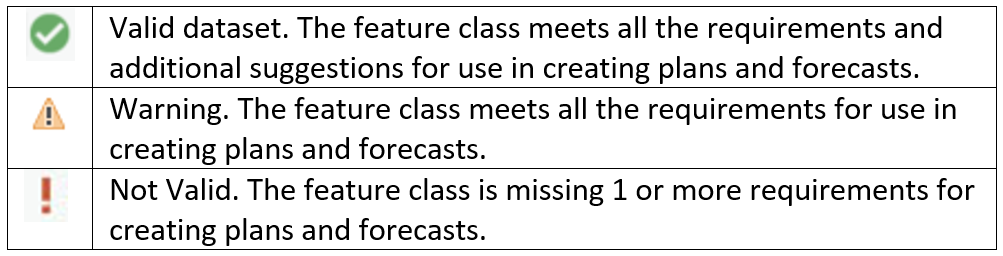 Valid dataset. The feature class meets all the requirements and
additional suggestions for use in creating plans and forecasts.
Warning. The feature class meets all the requirements for use in
creating plans and forecasts.
Not Valid. The feature class is missing 1 or more requirements for
creating plans and forecasts.